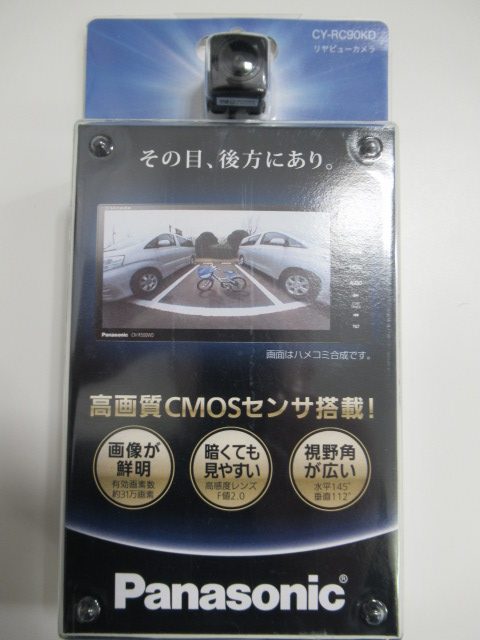 CY-RC90KD
リヤビューカメラ
その目、後方にあり。
Panasonic
画面はハメコミ合成です。
高画質CMOSセンサ搭載!
画像が
鮮明
有効画素数
約31万画素
暗くても
見やすい
高感度レンズ
F値2.0
視野角
が広い
水平145°
垂直112°
Panasonic®